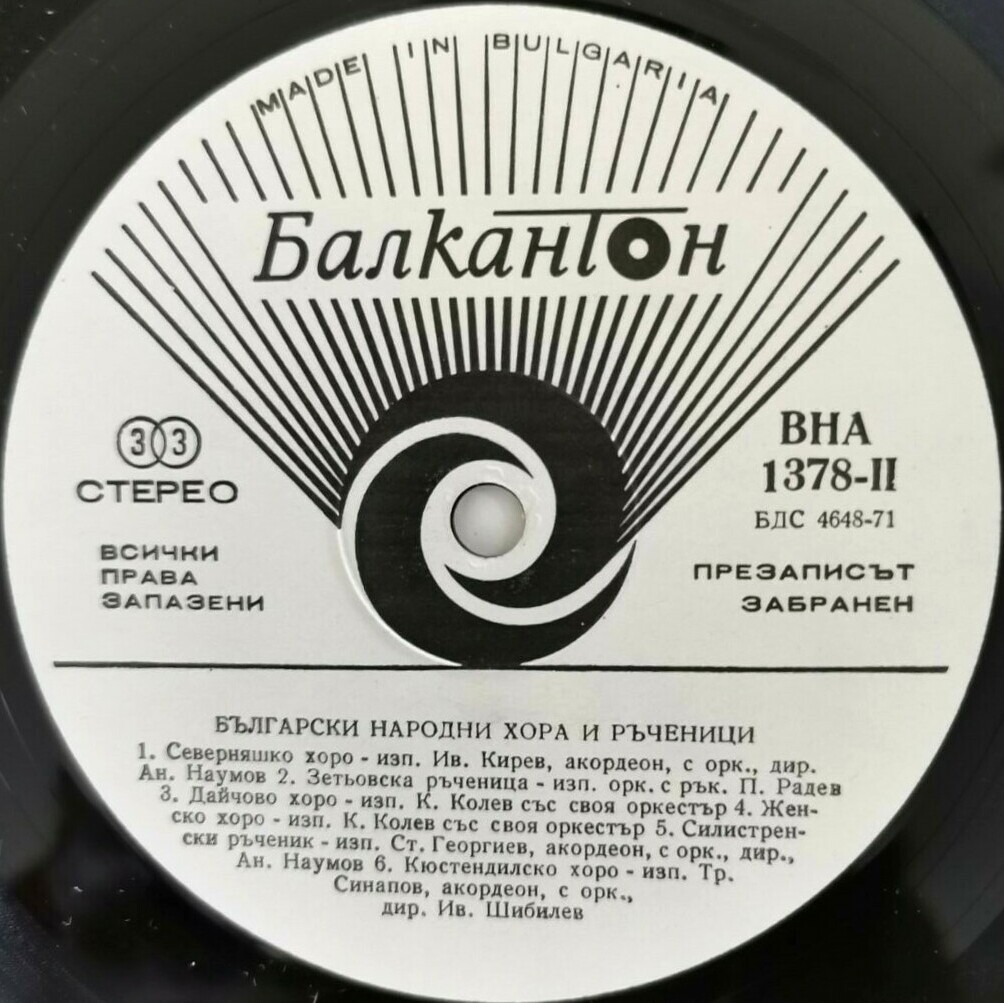 MADE IN BULGARIA
Балкантон
33
СТЕРЕО
ВСИЧКИ
ПРАВА
ЗАПАЗЕНИ
ВНА
1378-II
БДС 4648-71
ПРЕЗАПИСЪТ
ЗАБРАНЕН
БЪЛГАРСКИ НАРОДНИ ХОРА И РЪЧЕНИЦИ
1. Северняшко хоро - изп. Ив. Кирев, акордеон, с орк., дир.
Ан. Наумов 2. Зетьовска ръченица - изп. орк. с рък. П. Радев
3. Дайчово хоро - изп. К. Колев със своя оркестър 4. Жен-
ско хоро - изп. К. Колев със своя оркестър 5. Силистрен-
ски ръченик - изп. Ст. Георгиев, акордеон, с орк., дир.,
Ан. Наумов 6. Кюстендилско хоро - изп. Тр.
Синапов, акордеон, с орк.,
дир. Ив. Шибилев